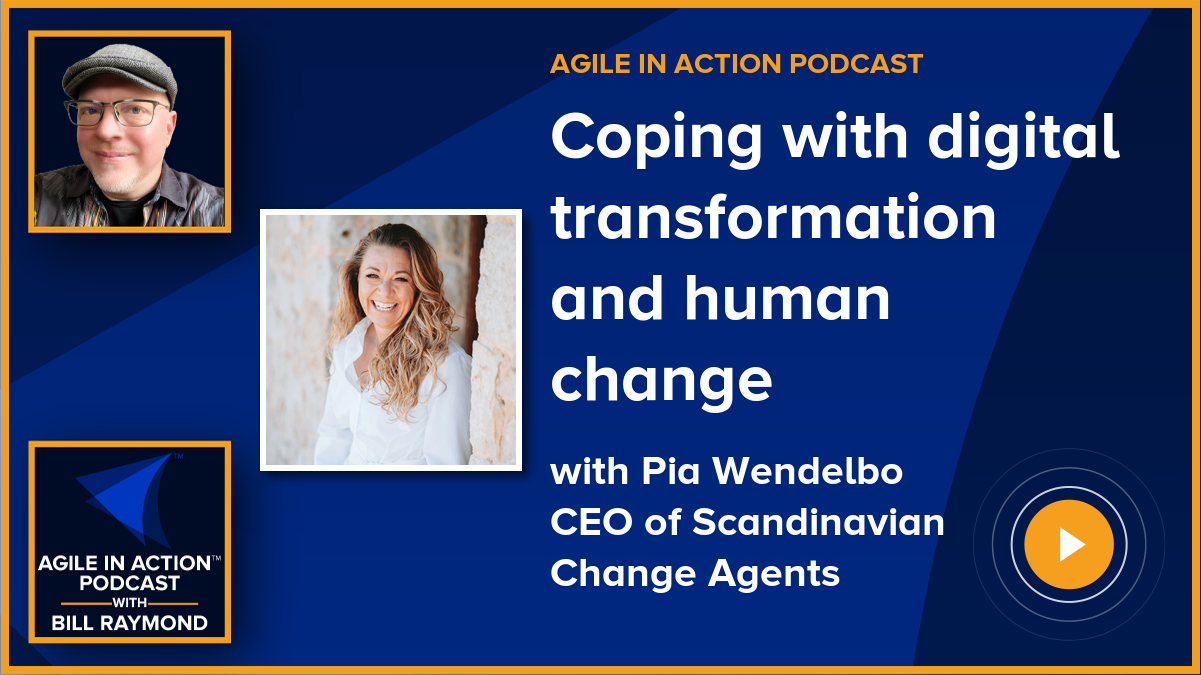 AGILE IN ACTION PODCAST
Coping with digital
transformation
and human
change
with Pia Wendelbo
CEO of Scandinavian
Change Agents
TM
AGILE IN ACTION™
PODCAST
WITH
BILL RAYMOND